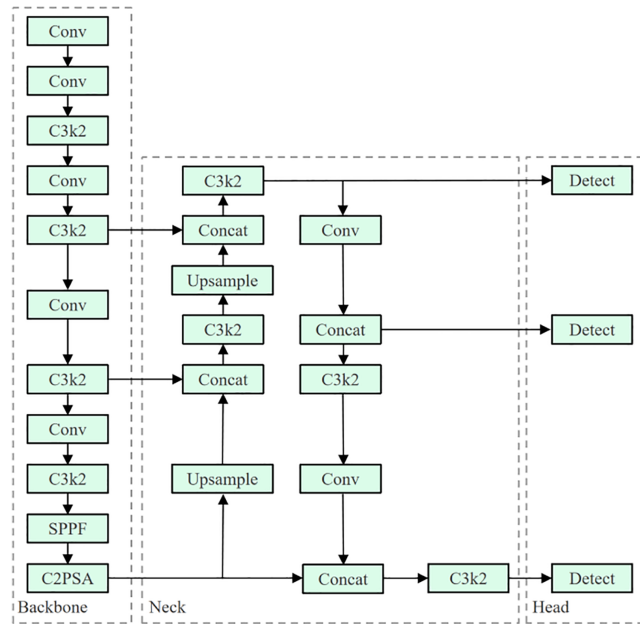 Conv
Conv
C3k2
Conv
C3k2
Conv
C3k2
Conv
C3k2
SPPF
C2PSA
Backbone
C3k2
Concat
Upsample
C3k2
Concat
Upsample
Conv
Concat
C3k2
Conv
Concat
C3k2
Neck
Detect
Detect
Detect
Head